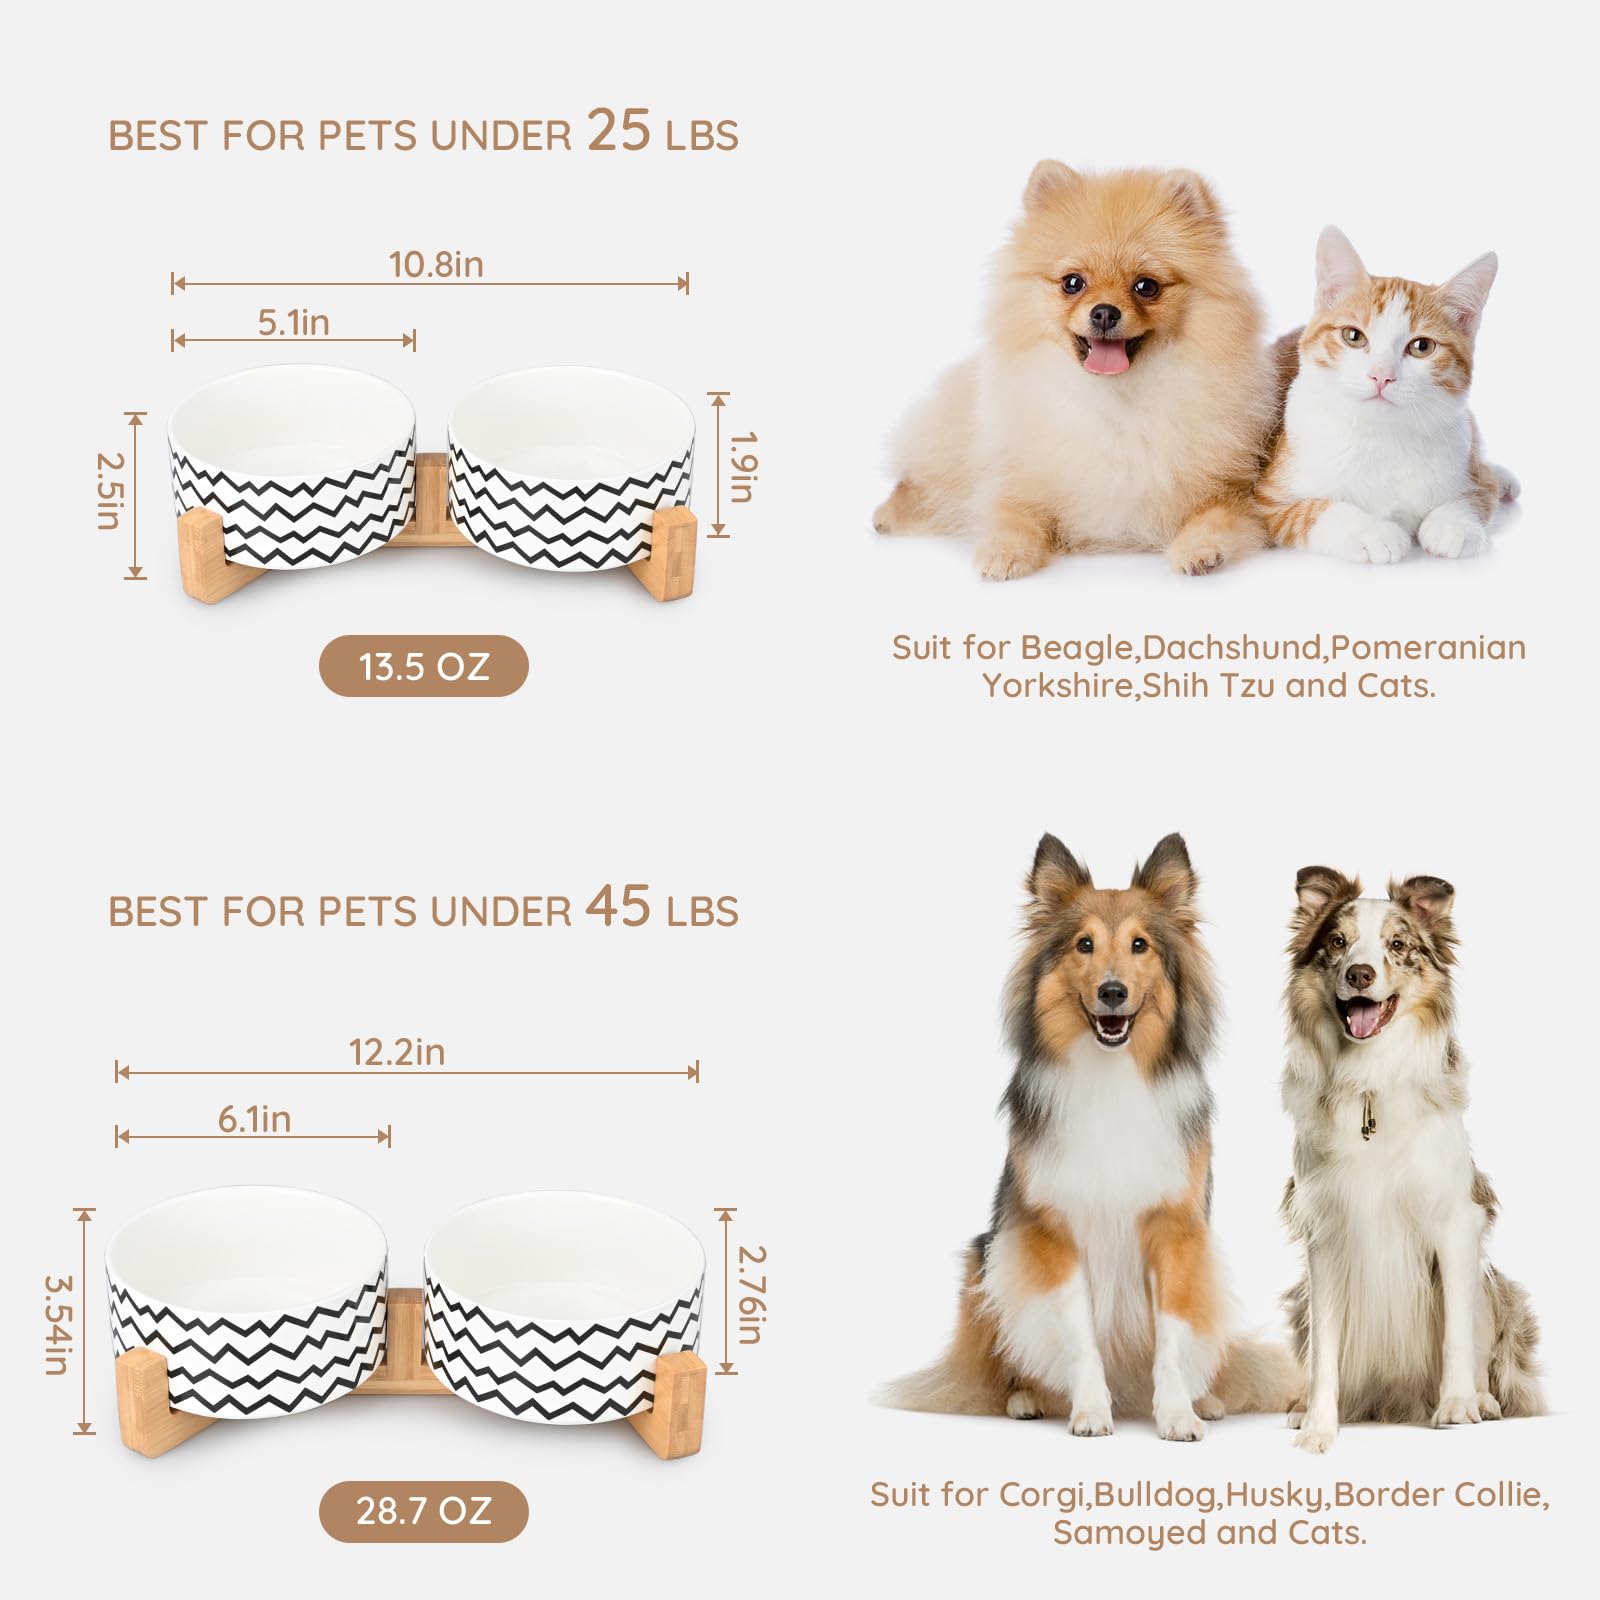 BEST FOR PETS UNDER 25 LBS
10.8in
5.1in
2.5in
1.9in
13.5 OZ
Suit for Beagle,Dachshund,Pomeranian
Yorkshire,Shih Tzu and Cats.
BEST FOR PETS UNDER 45 LBS
12.2in
6.1in
3.54in
2.76in
28.7 OZ
Suit for Corgi,Bulldog,Husky,Border Collie,
Samoyed and Cats.